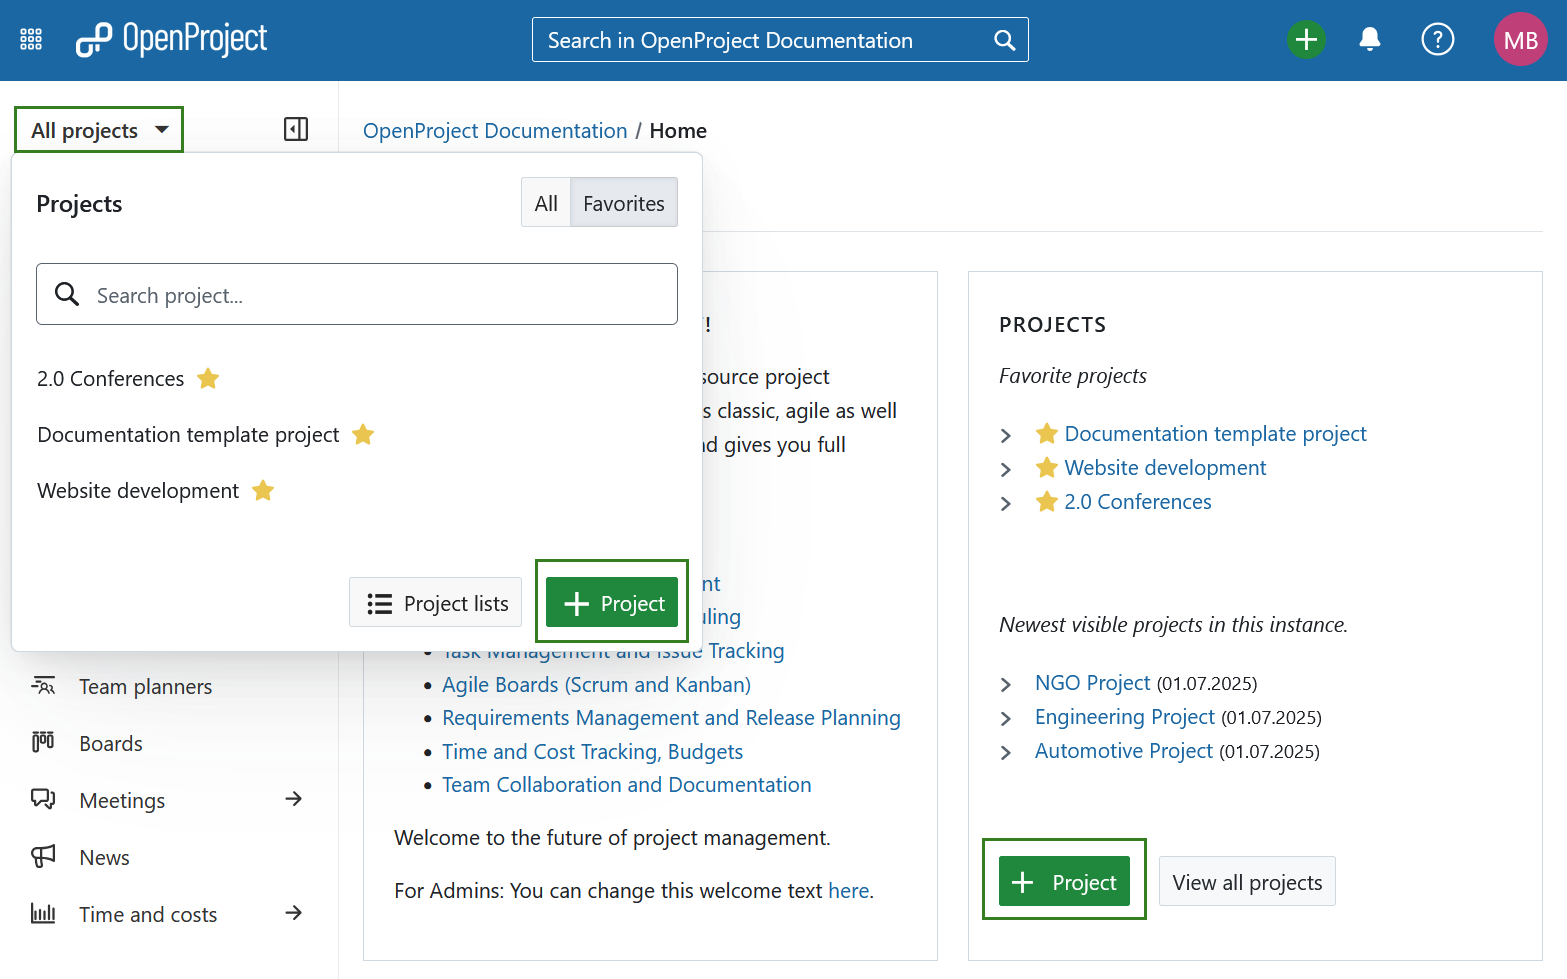 OpenProject
Search in OpenProject Documentation
MB
All projects
OpenProject Documentation / Home
Projects
All
Favorites
Search project...
2.0 Conferences
Documentation template project
Website development
Project lists
+ Project
Team planners
Boards
Meetings
News
Time and costs
!
source project
s classic, agile as well
nd gives you full
nt
uling
Task Management and Issue Tracking
Agile Boards (Scrum and Kanban)
Requirements Management and Release Planning
Time and Cost Tracking, Budgets
Team Collaboration and Documentation
Welcome to the future of project management.
For Admins: You can change this welcome text here.
PROJECTS
Favorite projects
Documentation template project
Website development
2.0 Conferences
Newest visible projects in this instance.
NGO Project (01.07.2025)
Engineering Project (01.07.2025)
Automotive Project (01.07.2025)
+ Project
View all projects